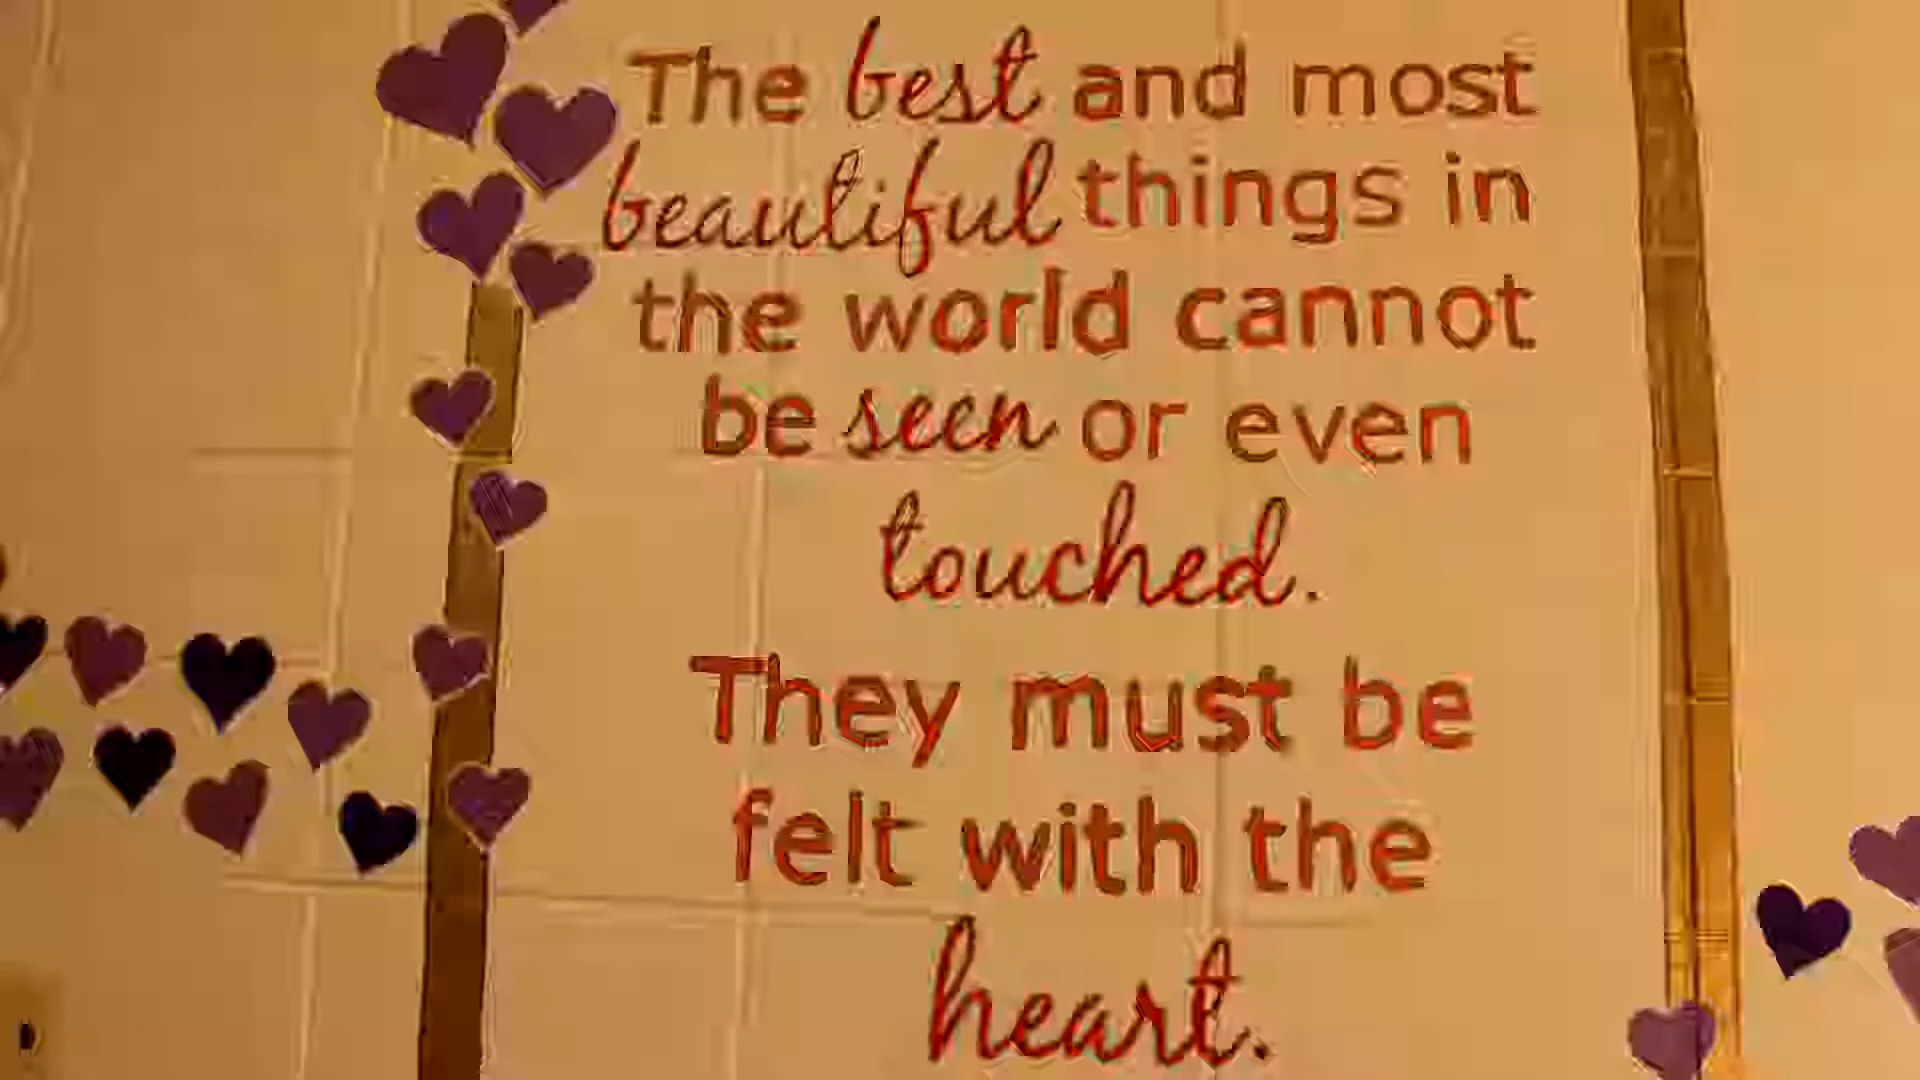 The best and most
beautiful things in
the world cannot
be seen or even
touched.
They must be
felt with the
heart.